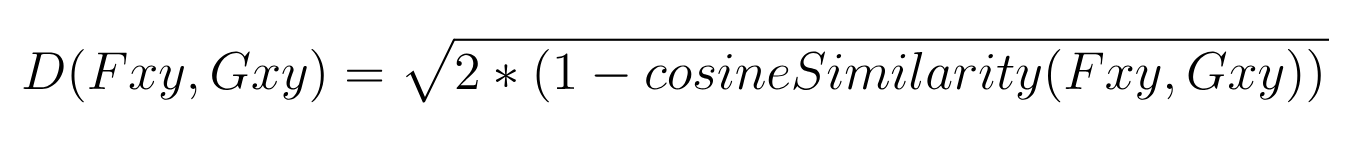 D(Fxy, Gxy) = √2 * (1 − cosineSimilarity(Fxy, Gxy))